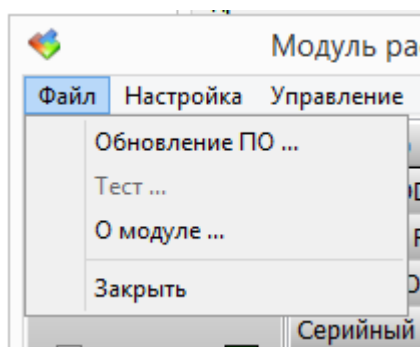 Модуль ра
Файл Настройка Управление
Обновление ПО ...
Тест ...
О модуле ...
Закрыть
Серийный